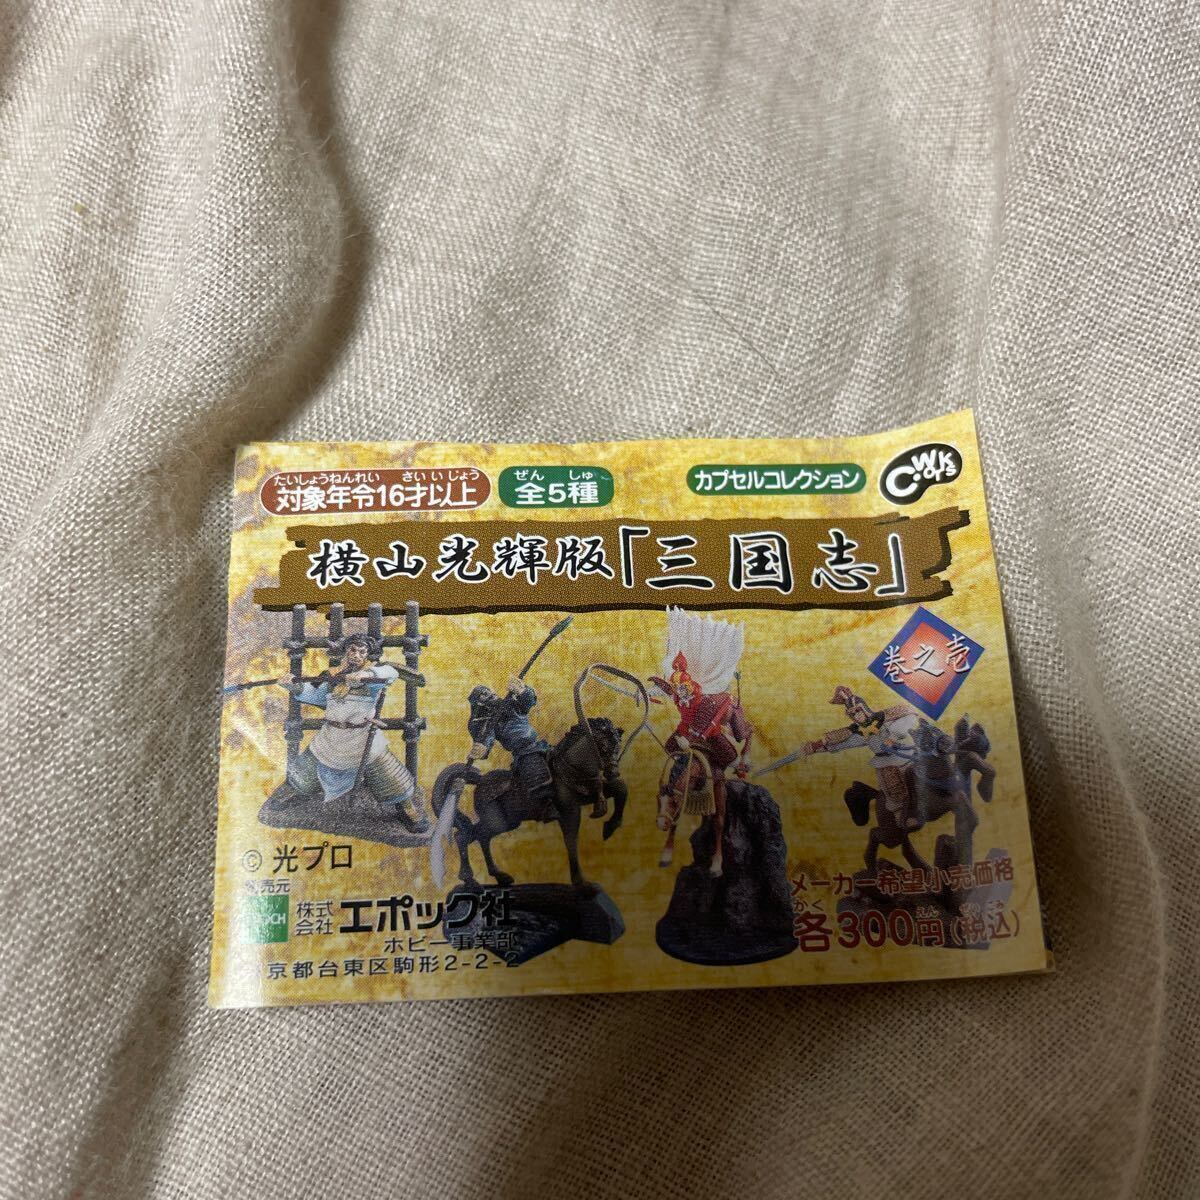 たいしょうねんれい さいいじょう
対象年令16才以上
ぜん しゅ
全5種
カプセルコレクション
横山光輝版「三国志」
巻之壱
© 光プロ
売元
株式会社エポック社
ホビー事業部
京都台東区駒形2-2-2
メーカー希望小売価格
かく えん
各300円(税込)